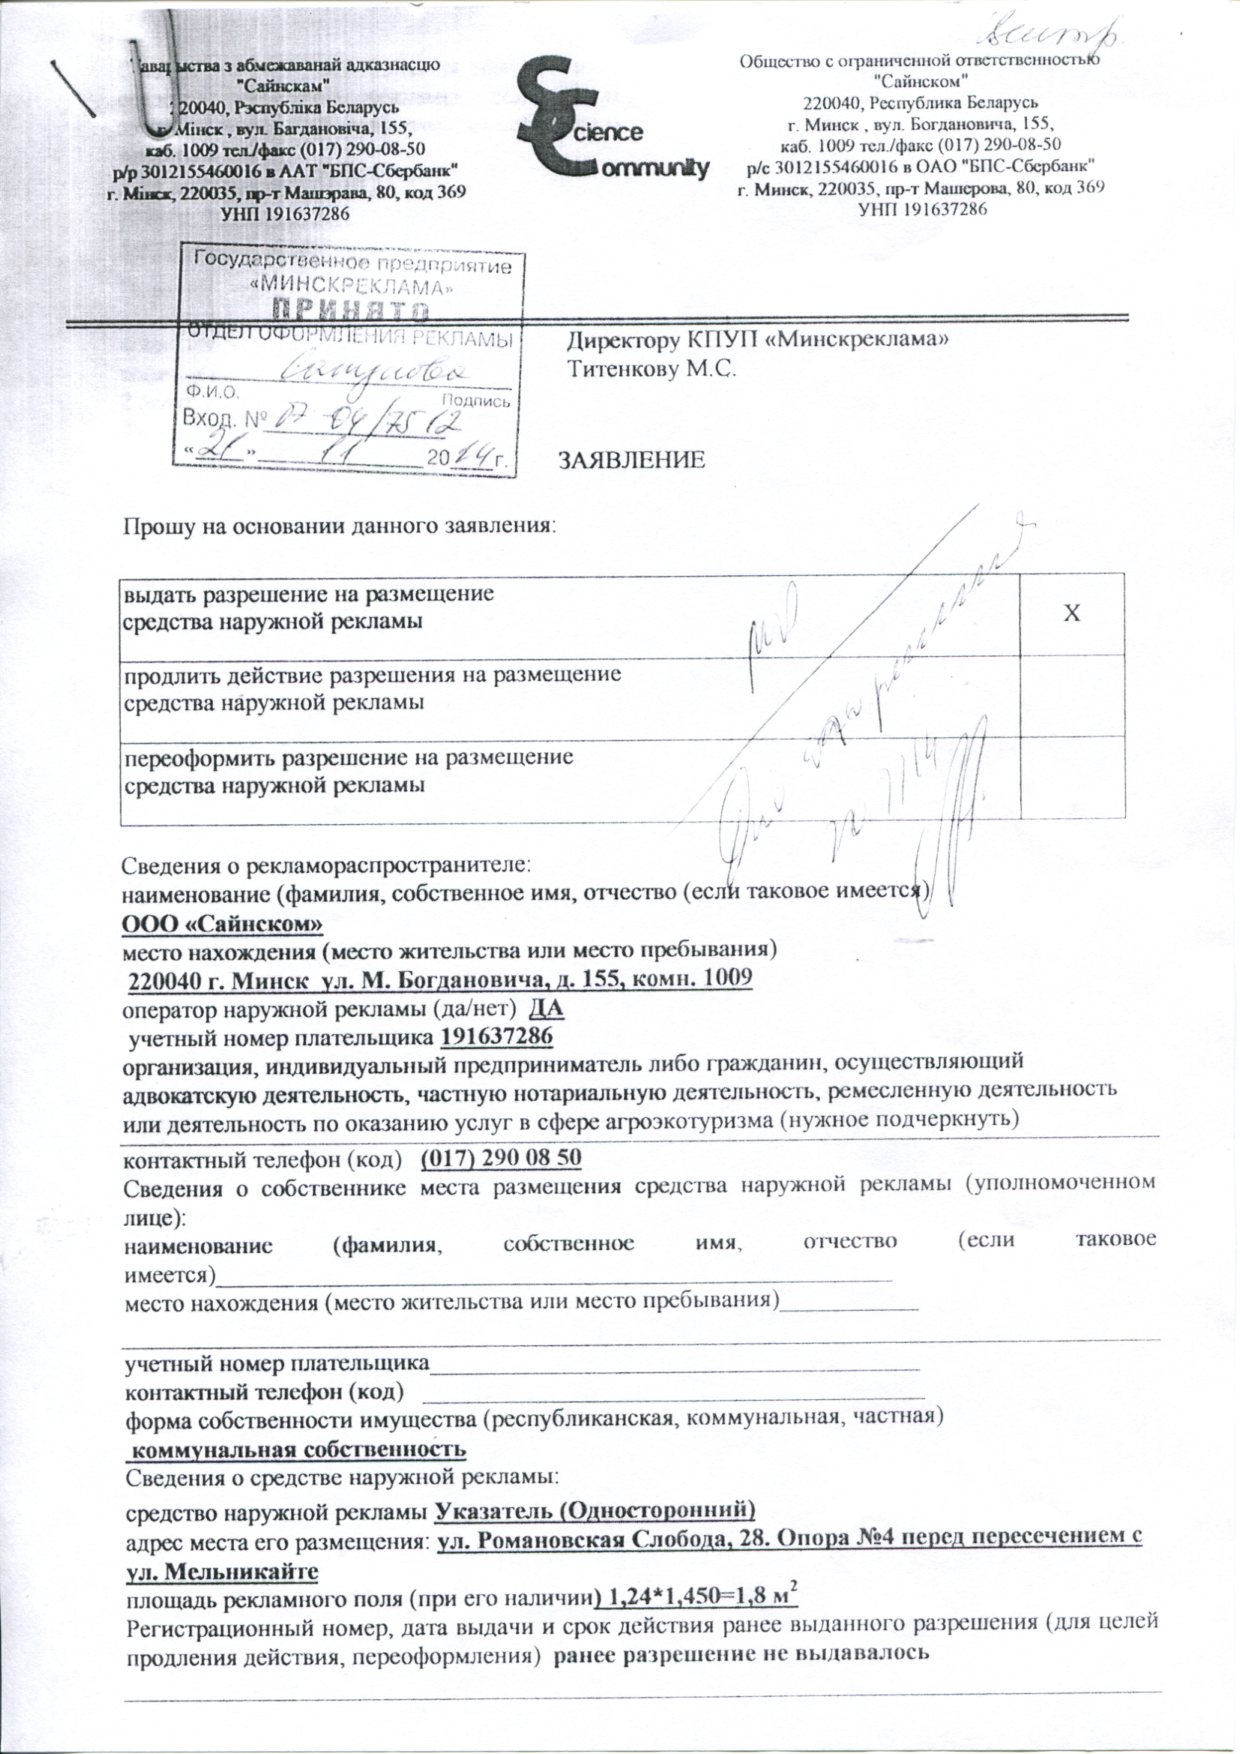 з абмежаванай адказнасцю
"Сайнскам"
220040, Рэспубліка Беларусь
Мінск , вул. Багдановіча, 155,
каб. 1009 тел./факс (017) 290-08-50
р/р 3012155460016 в ААТ "БПС-Сбербанк"
г. Мінск, 220035, пр-т Машэрава, 80, код 369
УНП 191637286
Science
Community
Общество с ограниченной ответственностью
"Сайнском"
220040, Республика Беларусь
г. Минск , вул. Богдановича, 155,
каб. 1009 тел./факс (017) 290-08-50
р/с 3012155460016 в ОАО "БПС-Сбербанк"
г. Минск, 220035, пр-т Машерова, 80, код 369
УНП 191637286
Государственное предприятие
«МИНСКРЕКЛАМА»
ПРИНЯТО
ОТДЕЛ ОФОРМЛЕНИЯ РЕКЛАМЫ
Ф.И.О. Подпись
Вход. № 07-04/7512
«21» 11 2014г.
Директору КПУП «Минскреклама»
Титенкову М.С.
ЗАЯВЛЕНИЕ
Прошу на основании данного заявления:
выдать разрешение на размещение
средства наружной рекламы
X
продлить действие разрешения на размещение
средства наружной рекламы
переоформить разрешение на размещение
средства наружной рекламы
Сведения о рекламораспространителе:
наименование (фамилия, собственное имя, отчество (если таковое имеется)
ООО «Сайнском»
место нахождения (место жительства или место пребывания)
220040 г. Минск ул. М. Богдановича, д. 155, комн. 1009
оператор наружной рекламы (да/нет) ДА
учетный номер плательщика 191637286
организация, индивидуальный предприниматель либо гражданин, осуществляющий
адвокатскую деятельность, частную нотариальную деятельность, ремесленную деятельность
или деятельность по оказанию услуг в сфере агроэкотуризма (нужное подчеркнуть)
контактный телефон (код) (017) 290 08 50
Сведения о собственнике места размещения средства наружной рекламы (уполномоченном
лице):
наименование (фамилия, собственное имя, отчество (если таковое
имеется)
место нахождения (место жительства или место пребывания)
учетный номер плательщика
контактный телефон (код)
форма собственности имущества (республиканская, коммунальная, частная)
коммунальная собственность
Сведения о средстве наружной рекламы:
средство наружной рекламы Указатель (Односторонний)
адрес места его размещения: ул. Романовская Слобода, 28. Опора №4 перед пересечением с
ул. Мельникайте
площадь рекламного поля (при его наличии) 1,24*1,450=1,8 м²
Регистрационный номер, дата выдачи и срок действия ранее выданного разрешения (для целей
продления действия, переоформления) ранее разрешение не выдавалось